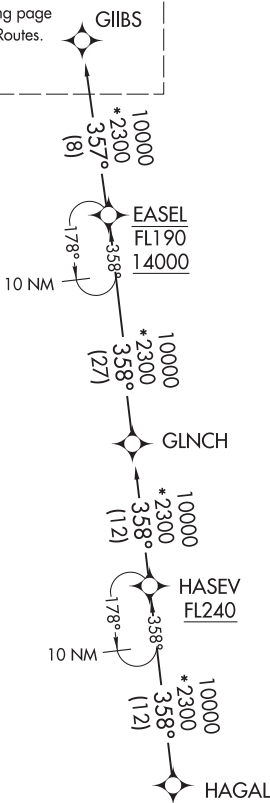 ng page
Routes.
GIIBS
10000
*2300
357°
(8)
EASEL
FL190
14000
178°
358°
10 NM
10000
*2300
358°
(27)
GLNCH
10000
*2300
358°
(12)
HASEV
FL240
178°
358°
10 NM
10000
*2300
358°
(12)
HAGAL